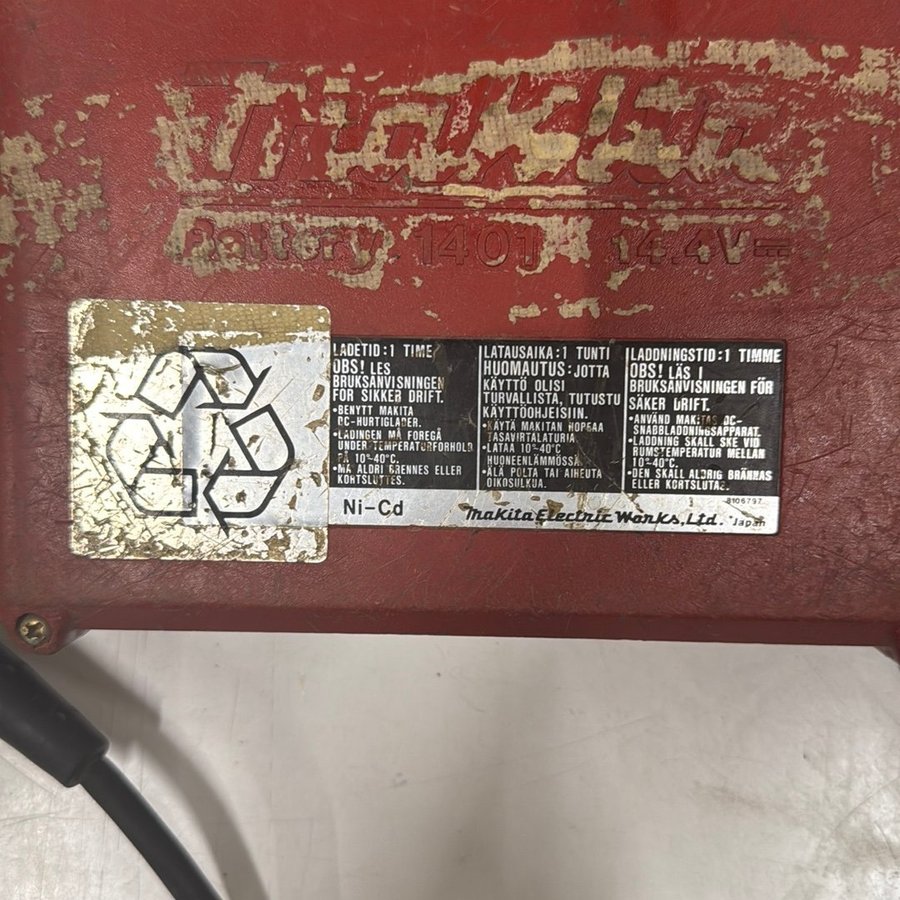 makita
Battery 1401 14.4V
LADETID:1 TIME
OBS! LES
BRUKSANVISNINGEN
FOR SIKKER DRIFT.
•BENYTT MAKITA
DC-HURTIGLADER.
•LADINGEN MÅ FOREGÅ
UNDER TEMPERATURFORHOLD
PÅ 10°-40°C.
•MÅ ALDRI BRENNES ELLER
KORTSLUTTES.
LATAUSAIKA:1 TUNTI
HUOMAUTUS:JOTTA
KÄYTTÖ OLISI
TURVALLISTA, TUTUSTU
KÄYTTÖOHJEISIIN.
•KÄYTÄ MAKITAN NOPEAA
TASAVIRTALATURIA.
•LATAA 10°-40°C
HUONEENLÄMMÖSSÄ.
•ÄLÄ POLTA TAI AIHEUTA
OIKOSULKUA.
LADDNINGSTID:1 TIMME
OBS! LÄS I
BRUKSANVISNINGEN FÖR
SÄKER DRIFT.
•ANVÄND MAKITAS DC-
SNABBLADDNINGSAPPARAT.
•LADDNING SKALL SKE VID
RUMSTEMPERATUR MELLAN
10°-40°C.
•DEN SKALL ALDRIG BRÄNNAS
ELLER KORTSLUTAS.
8106797
Ni-Cd
Makita Electric Works, Ltd. Japan